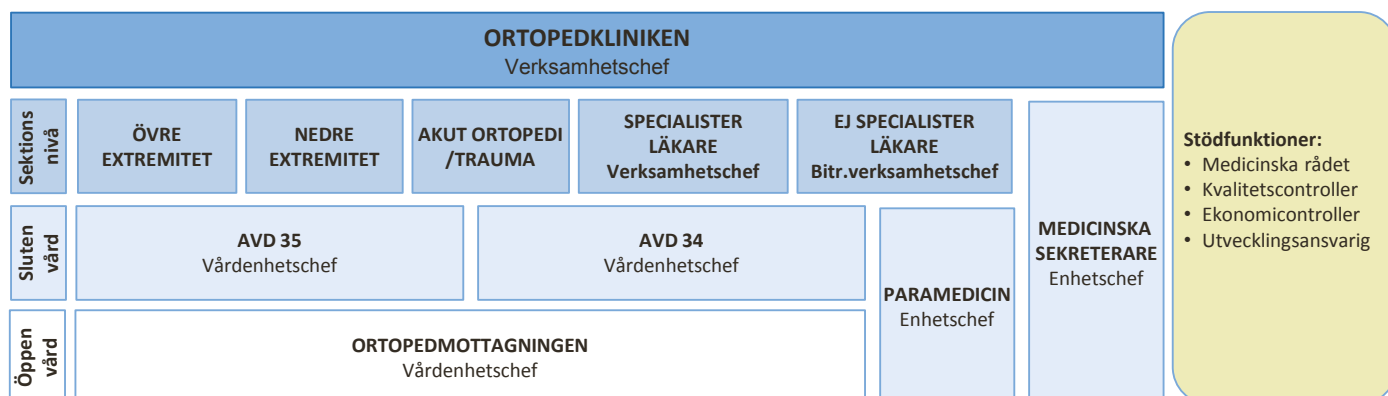 ORTOPEDKLINIKEN
Verksamhetschef
Sektions
nivå
ÖVRE
EXTREMITET
NEDRE
EXTREMITET
AKUT ORTOPEDI
/TRAUMA
SPECIALISTER
LÄKARE
Verksamhetschef
EJ SPECIALISTER
LÄKARE
Bitr.verksamhetschef
Sluten
vård
AVD 35
Vårdenhetschef
AVD 34
Vårdenhetschef
PARAMEDICIN
Enhetschef
MEDICINSKA
SEKRETERARE
Enhetschef
Öppen
vård
ORTOPEDMOTTAGNINGEN
Vårdenhetschef
Stödfunktioner:
• Medicinska rådet
• Kvalitetscontroller
• Ekonomicontroller
• Utvecklingsansvarig